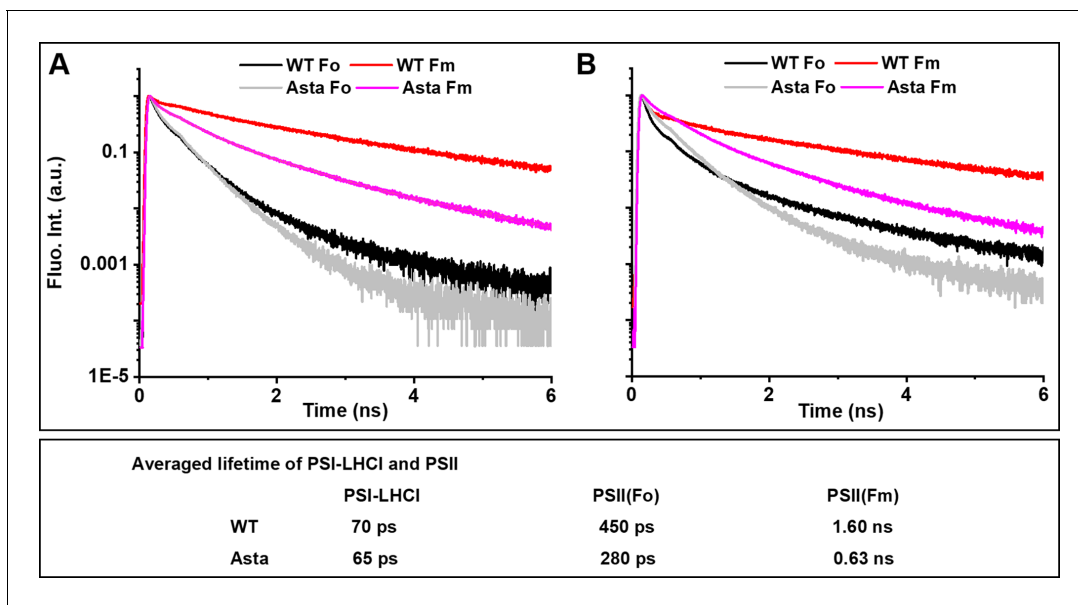 A
WT Fo WT Fm
Asta Fo Asta Fm
Fluo. Int. (a.u.)
0.1
0.001
1E-5
0 2 4 6
Time (ns)
B
WT Fo WT Fm
Asta Fo Asta Fm
0 2 4 6
Time (ns)
Averaged lifetime of PSI-LHCI and PSII
PSI-LHCI PSII(Fo) PSII(Fm)
WT 70 ps 450 ps 1.60 ns
Asta 65 ps 280 ps 0.63 ns